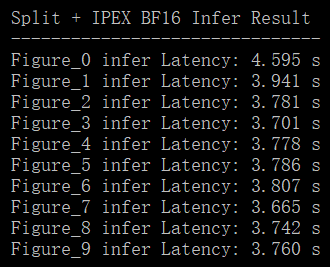 Split + IPEX BF16 Infer Result
-------------------------------
Figure_0 infer Latency: 4.595 s
Figure_1 infer Latency: 3.941 s
Figure_2 infer Latency: 3.781 s
Figure_3 infer Latency: 3.701 s
Figure_4 infer Latency: 3.778 s
Figure_5 infer Latency: 3.786 s
Figure_6 infer Latency: 3.807 s
Figure_7 infer Latency: 3.665 s
Figure_8 infer Latency: 3.742 s
Figure_9 infer Latency: 3.760 s